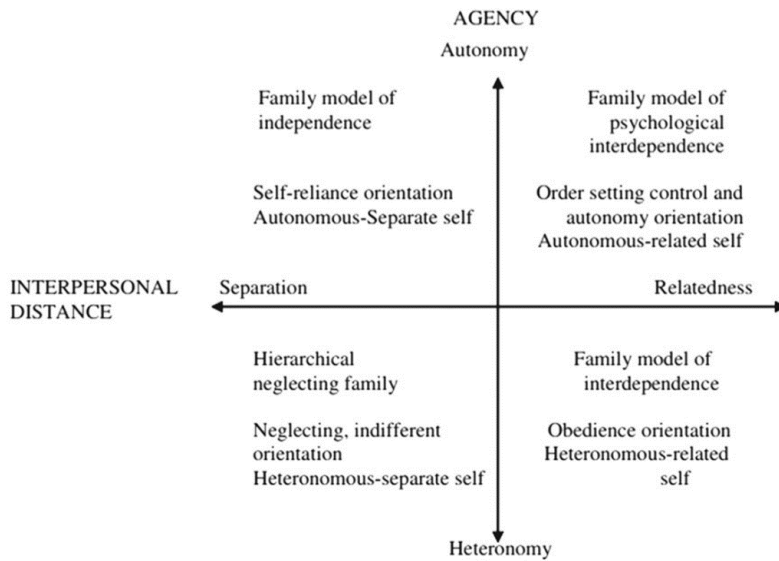 AGENCY
Autonomy
Family model of
independence
Family model of
psychological
interdependence
Self-reliance orientation
Autonomous-Separate self
Order setting control and
autonomy orientation
Autonomous-related self
INTERPERSONAL
DISTANCE
Separation
Relatedness
Hierarchical
neglecting family
Family model of
interdependence
Neglecting, indifferent
orientation
Heteronomous-separate self
Obedience orientation
Heteronomous-related
self
Heteronomy